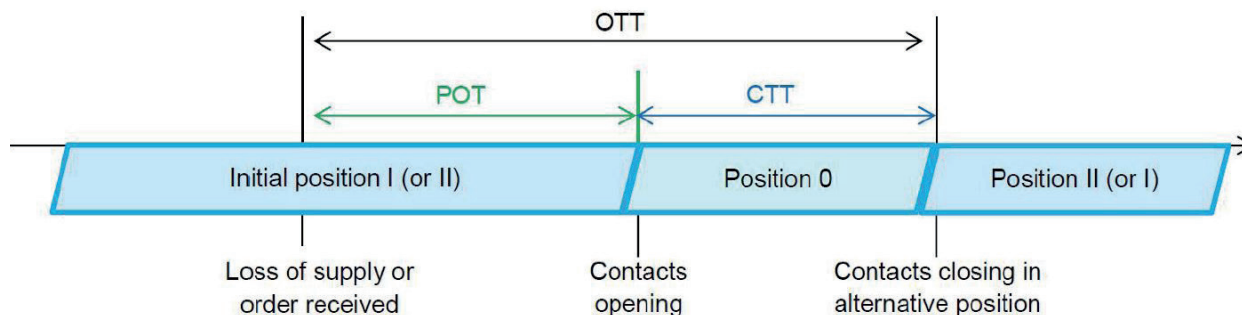 OTT
POT
CTT
Initial position I (or II)
Position 0
Position II (or I)
Loss of supply or
order received
Contacts
opening
Contacts closing in
alternative position